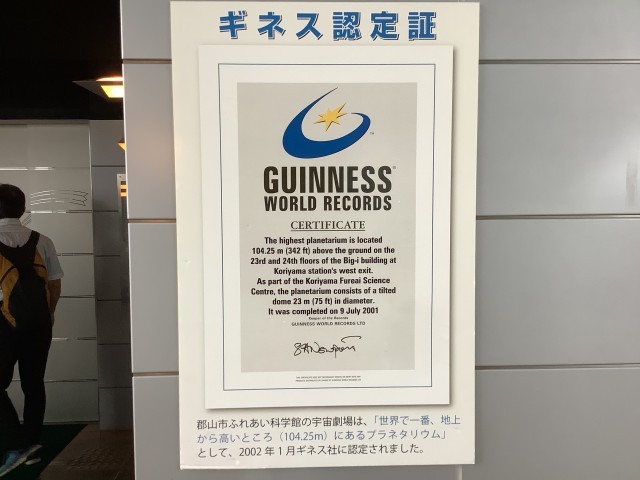 ギネス認定証
GUINNESS®
WORLD RECORDS
CERTIFICATE
The highest planetarium is located
104.25 m (342 ft) above the ground on the
23rd and 24th floors of the Big-i building at
Koriyama station's west exit.
As part of the Koriyama Fureai Science
Centre, the planetarium consists of a tilted
dome 23 m (75 ft) in diameter.
It was completed on 9 July 2001
Keeper of the Records
GUINNESS WORLD RECORDS LTD
郡山市ふれあい科学館の宇宙劇場は、「世界で一番、地上
から高いところ（104.25m）にあるプラネタリウム」
として、2002 年 1 月ギネス社に認定されました。